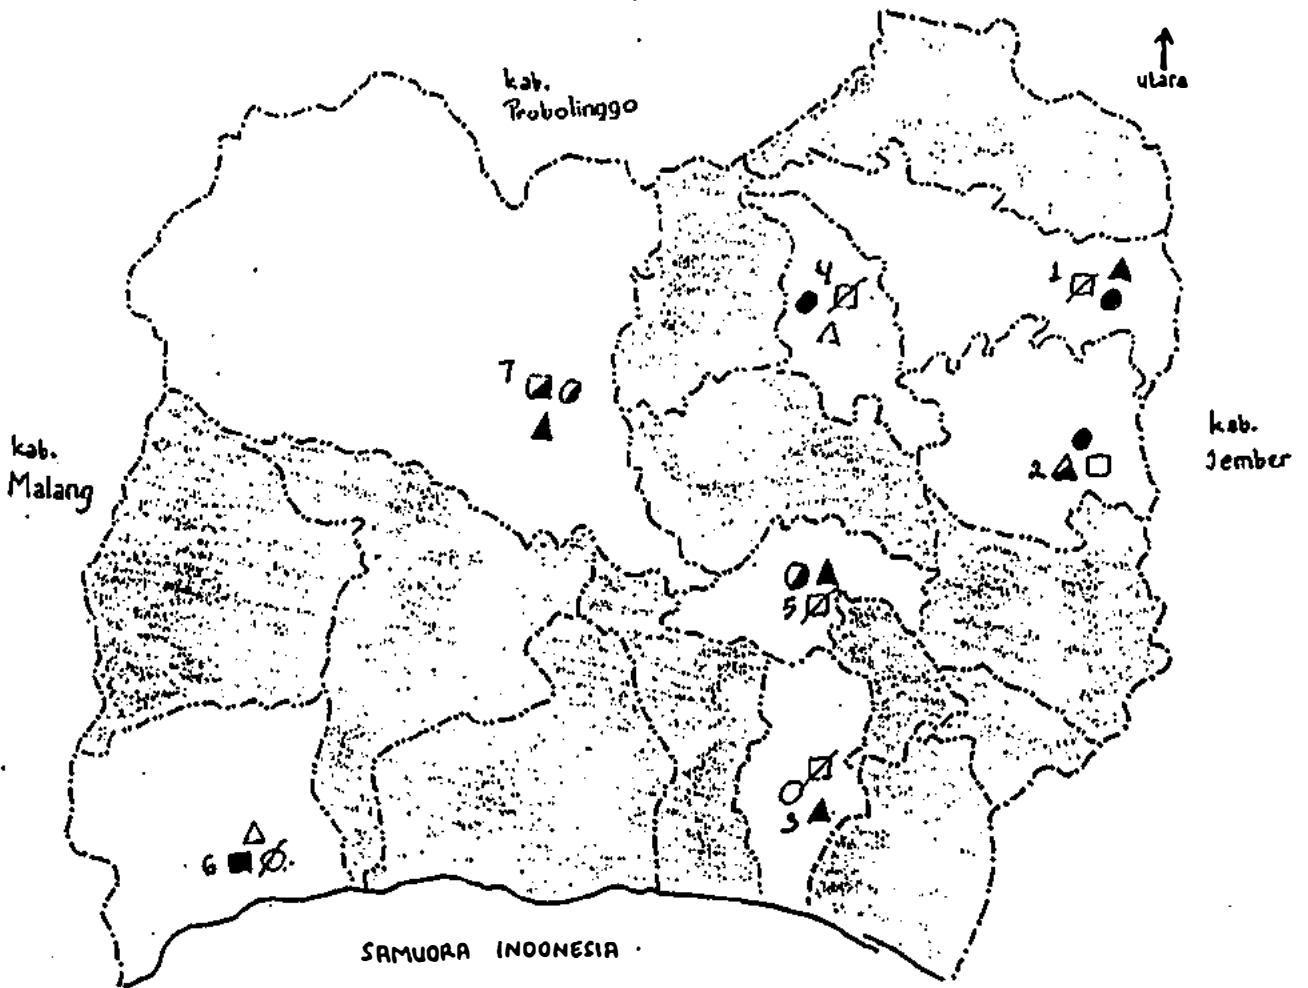 kab.
Probolinggo
utara
4
1
7
kab.
Malang
kab.
Jember
2
5
3
6
SAMUDRA INDONESIA